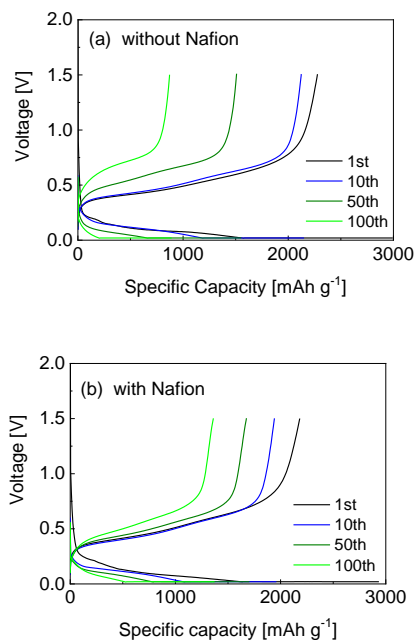 (a) without Nafion
2.0
1.5
1.0
0.5
0.0
Voltage [V]
1st
10th
50th
100th
0 1000 2000 3000
Specific Capacity [mAh g⁻¹]
(b) with Nafion
2.0
1.5
1.0
0.5
0.0
Voltage [V]
1st
10th
50th
100th
0 1000 2000 3000
Specific capacity [mAh g⁻¹]